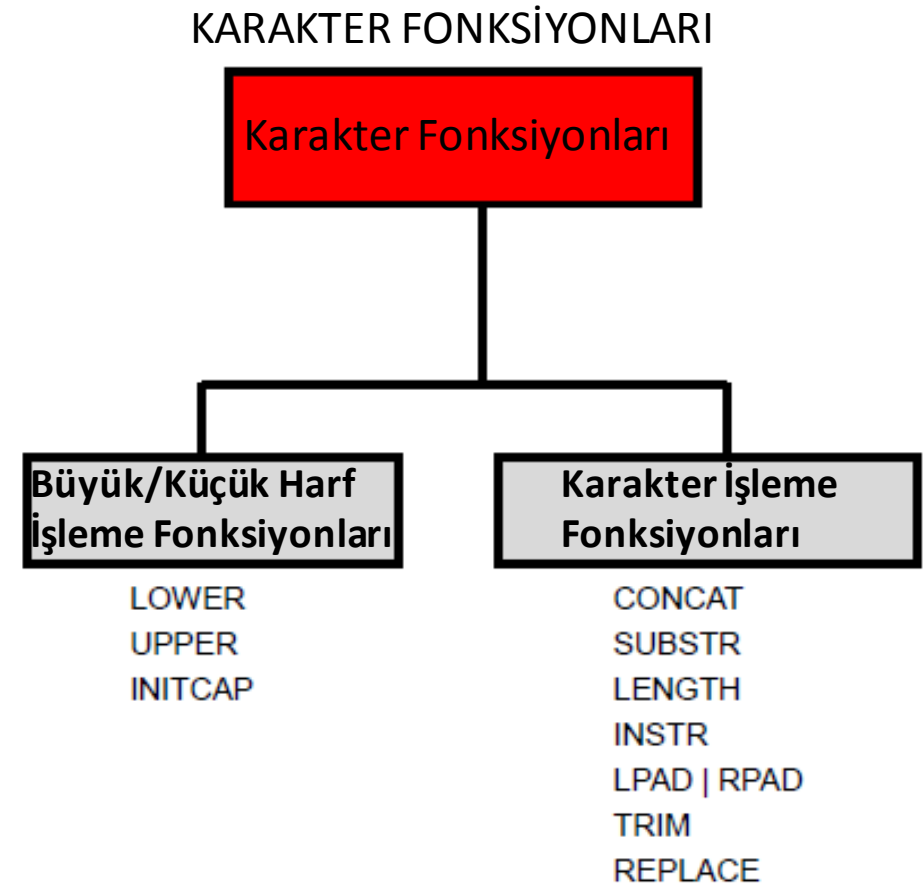 KARAKTER FONKSİYONLARI
Karakter Fonksiyonları
Büyük/Küçük Harf
İşleme Fonksiyonları
LOWER
UPPER
INITCAP
Karakter İşleme
Fonksiyonları
CONCAT
SUBSTR
LENGTH
INSTR
LPAD | RPAD
TRIM
REPLACE